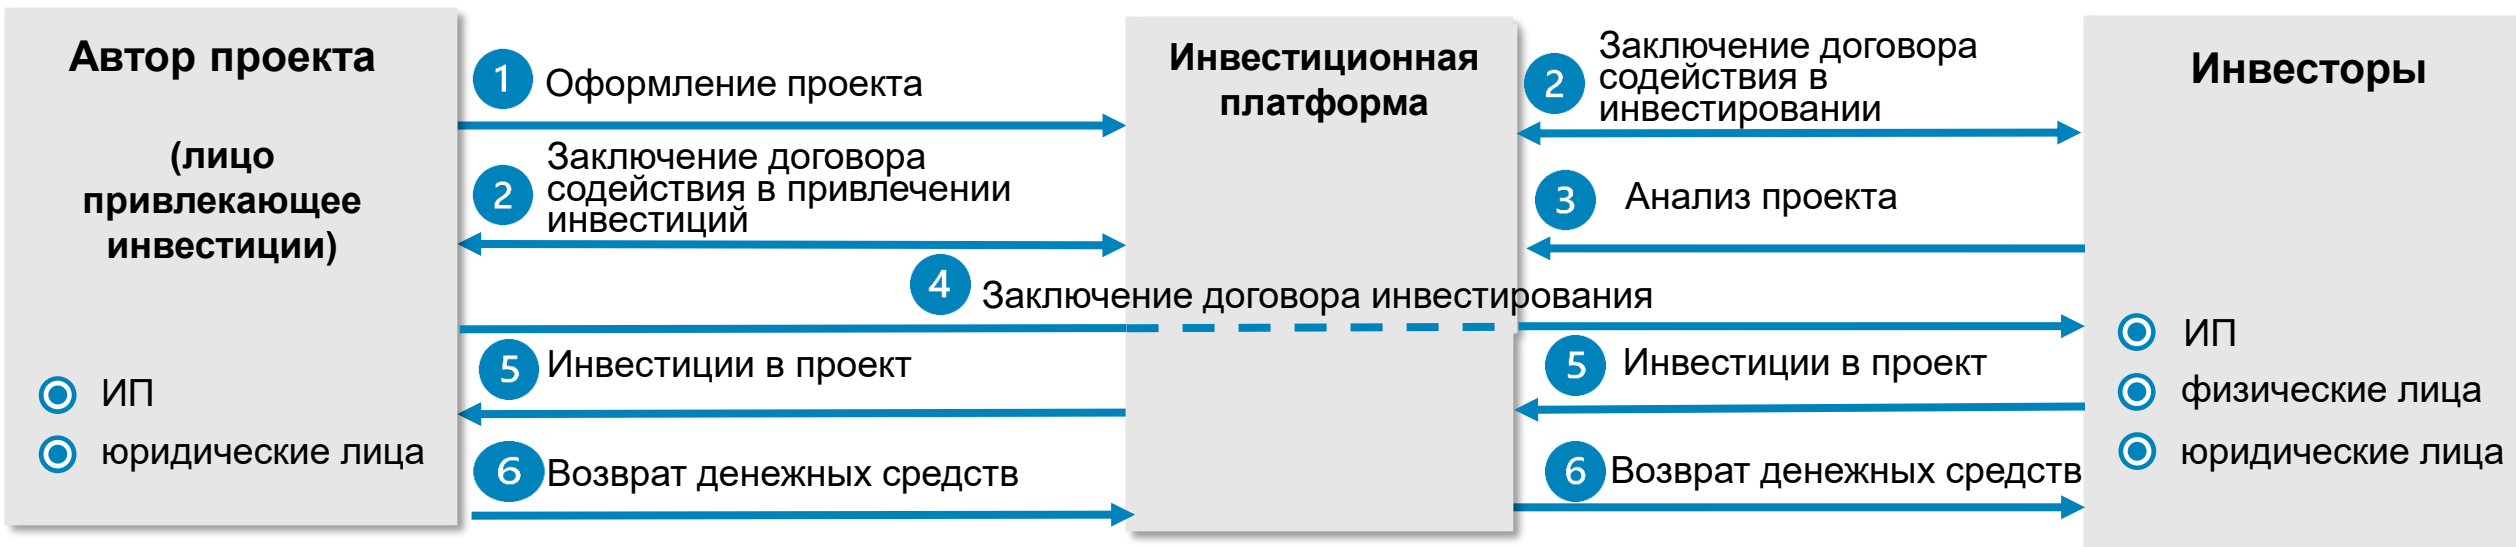 Автор проекта
(лицо
привлекающее
инвестиции)
ИП
юридические лица
1
Оформление проекта
2
Заключение договора
содействия в привлечении
инвестиций
4
Заключение договора инвестирования
5
Инвестиции в проект
6
Возврат денежных средств
Инвестиционная
платформа
2
Заключение договора
содействия в
инвестировании
3
Анализ проекта
5
Инвестиции в проект
6
Возврат денежных средств
Инвесторы
ИП
физические лица
юридические лица